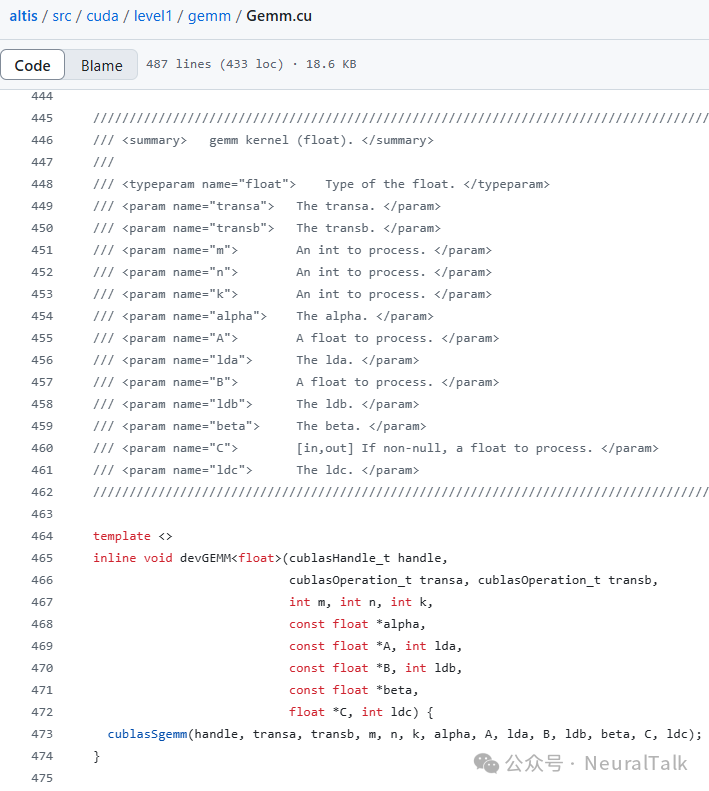 altis / src / cuda / level1 / gemm / Gemm.cu
Code Blame 487 lines (433 loc) · 18.6 KB
444
445 /////////////////////////////////////////////////////////////////////////////////////
446 /// <summary>   gemm kernel (float). </summary>
447 ///
448 /// <typeparam name="float">    Type of the float. </typeparam>
449 /// <param name="transa">   The transa. </param>
450 /// <param name="transb">   The transb. </param>
451 /// <param name="m">        An int to process. </param>
452 /// <param name="n">        An int to process. </param>
453 /// <param name="k">        An int to process. </param>
454 /// <param name="alpha">    The alpha. </param>
455 /// <param name="A">        A float to process. </param>
456 /// <param name="lda">      The lda. </param>
457 /// <param name="B">        A float to process. </param>
458 /// <param name="ldb">      The ldb. </param>
459 /// <param name="beta">     The beta. </param>
460 /// <param name="C">        [in,out] If non-null, a float to process. </param>
461 /// <param name="ldc">      The ldc. </param>
462 /////////////////////////////////////////////////////////////////////////////////////
463
464 template <>
465 inline void devGEMM<float>(cublasHandle_t handle,
466                            cublasOperation_t transa, cublasOperation_t transb,
467                            int m, int n, int k,
468                            const float *alpha,
469                            const float *A, int lda,
470                            const float *B, int ldb,
471                            const float *beta,
472                            float *C, int ldc) {
473   cublasSgemm(handle, transa, transb, m, n, k, alpha, A, lda, B, ldb, beta, C, ldc);
474 }
475
公众号 · NeuralTalk